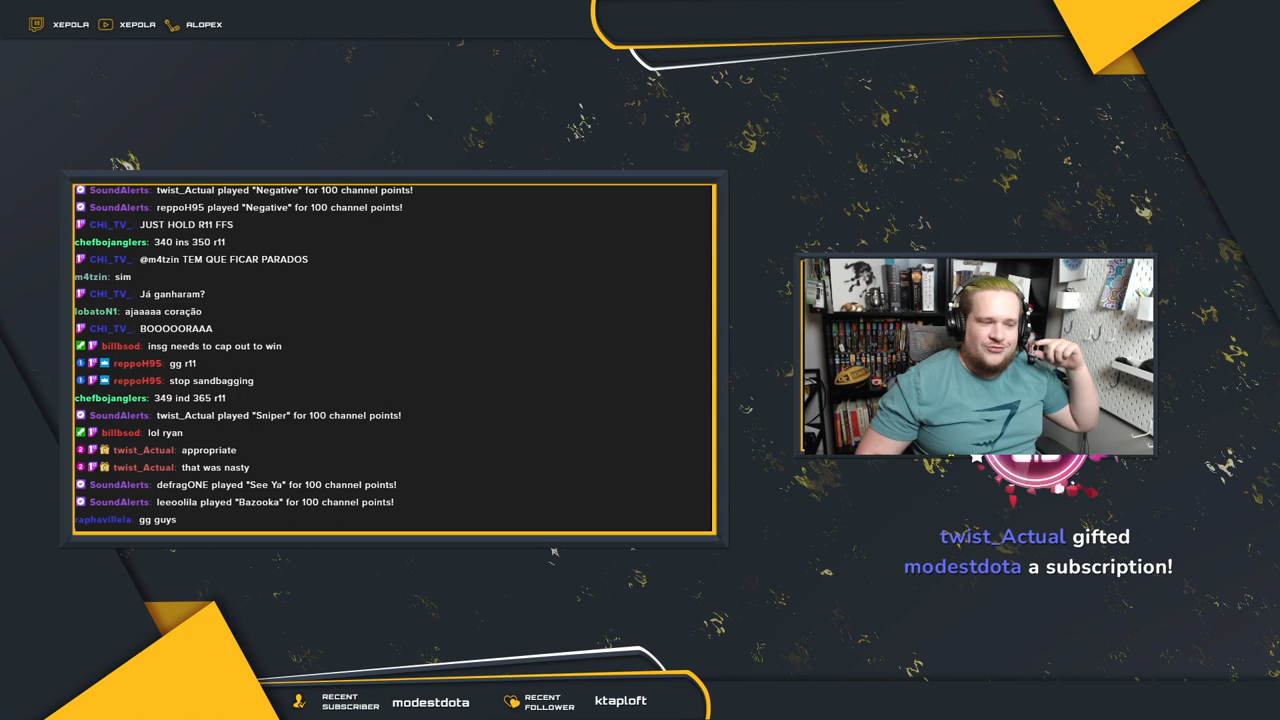 XEPOLA XEPOLA ALOPEX
SoundAlerts: twist_Actual played "Negative" for 100 channel points!
SoundAlerts: reppoH95 played "Negative" for 100 channel points!
CHI_TV_: JUST HOLD R11 FFS
chefbojanglers: 340 ins 350 r11
CHI_TV_: @m4tzin TEM QUE FICAR PARADOS
m4tzin: sim
CHI_TV_: Já ganharam?
lobatoN1: ajaaaaa coração
CHI_TV_: BOOOOORAAA
billbsod: insg needs to cap out to win
reppoH95: gg r11
reppoH95: stop sandbagging
chefbojanglers: 349 ind 365 r11
SoundAlerts: twist_Actual played "Sniper" for 100 channel points!
billbsod: lol ryan
twist_Actual: appropriate
twist_Actual: that was nasty
SoundAlerts: defragONE played "See Ya" for 100 channel points!
SoundAlerts: leeoolila played "Bazooka" for 100 channel points!
raphavillela: gg guys
twist_Actual gifted
modestdota a subscription!
RECENT
SUBSCRIBER
modestdota
RECENT
FOLLOWER
ktaploft